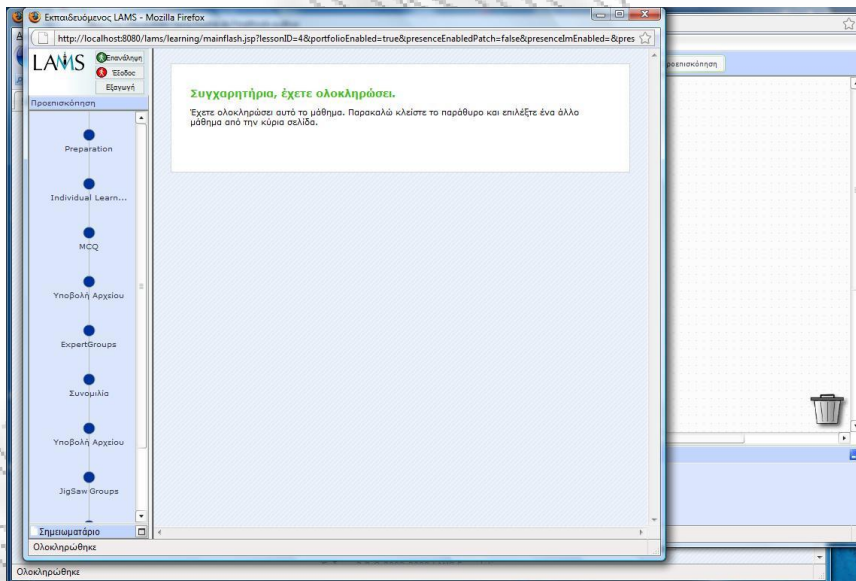 Εκπαιδευόμενος LAMS - Mozilla Firefox
http://localhost:8080/lams/learning/mainflash.jsp?lessonID=4&portfolioEnabled=true&presenceEnabledPatch=false&presenceImEnabled=&pres
LAMS
Επανάληψη
Έξοδος
Εξαγωγή
Προεπισκόπηση
Preparation
Individual Learn...
MCQ
Υποβολή Αρχείου
ExpertGroups
Συνομιλία
Υποβολή Αρχείου
JigSaw Groups
Σημειωματάριο
Ολοκληρώθηκε
Συγχαρητήρια, έχετε ολοκληρώσει.
Έχετε ολοκληρώσει αυτό το μάθημα. Παρακαλώ κλείστε το παράθυρο και επιλέξτε ένα άλλο
μάθημα από την κύρια σελίδα.
προεπισκόπηση
Ολοκληρώθηκε